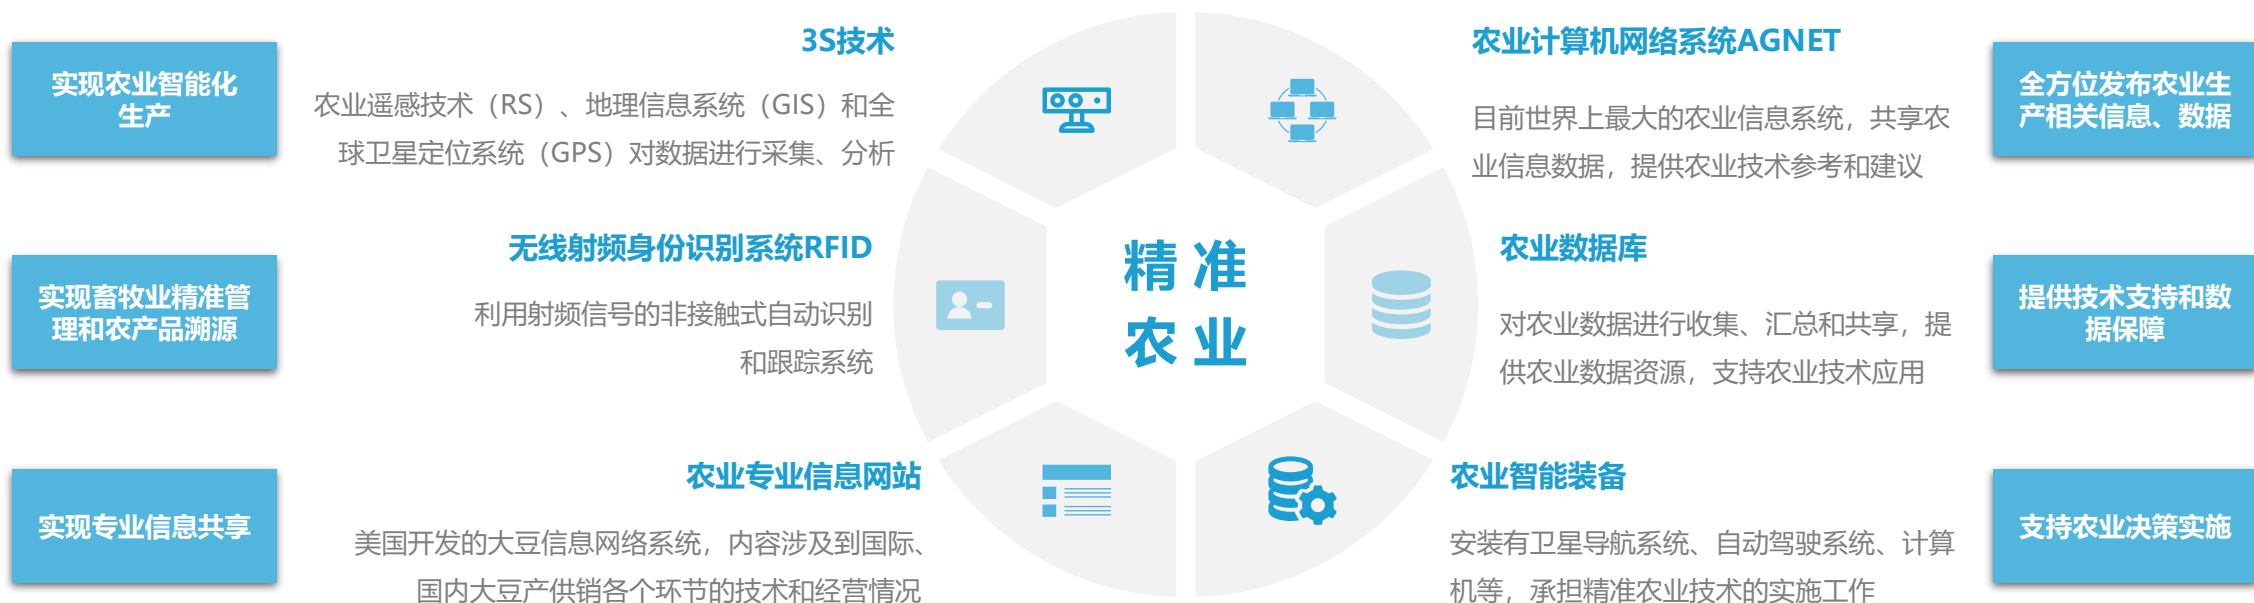 实现农业智能化
生产
3S技术
农业遥感技术（RS）、地理信息系统（GIS）和全
球卫星定位系统（GPS）对数据进行采集、分析
农业计算机网络系统AGNET
目前世界上最大的农业信息系统，共享农
业信息数据，提供农业技术参考和建议
全方位发布农业生
产相关信息、数据
实现畜牧业精准管
理和农产品溯源
无线射频身份识别系统RFID
利用射频信号的非接触式自动识别
和跟踪系统
精 准
农 业
农业数据库
对农业数据进行收集、汇总和共享，提
供农业数据资源，支持农业技术应用
提供技术支持和数
据保障
实现专业信息共享
农业专业信息网站
美国开发的大豆信息网络系统，内容涉及到国际、
国内大豆产供销各个环节的技术和经营情况
农业智能装备
安装有卫星导航系统、自动驾驶系统、计算
机等，承担精准农业技术的实施工作
支持农业决策实施